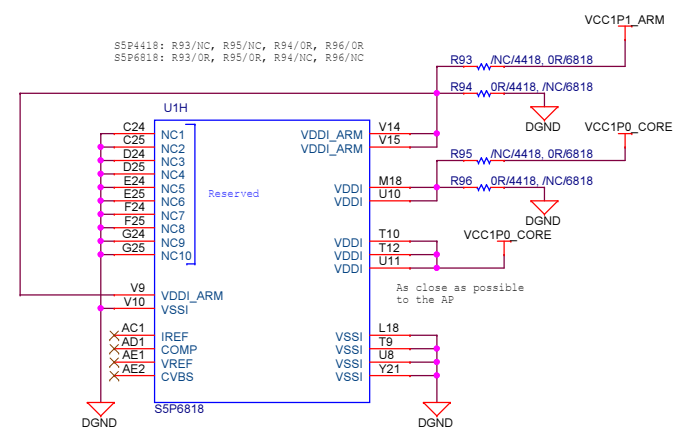 VCC1P1_ARM
S5P4418: R93/NC, R95/NC, R94/0R, R96/0R
S5P6818: R93/0R, R95/0R, R94/NC, R96/NC
R93 /NC/4418, 0R/6818
R94 0R/4418, /NC/6818
DGND
VCC1P0_CORE
R95 /NC/4418, 0R/6818
R96 0R/4418, /NC/6818
DGND
VCC1P0_CORE
U1H
C24 NC1
C25 NC2
D24 NC3
D25 NC4
E24 NC5
E25 NC6
F24 NC7
F25 NC8
G24 NC9
G25 NC10
Reserved
V9 VDDI_ARM
V10 VSSI
AC1 IREF
AD1 COMP
AE1 VREF
AE2 CVBS
VDDI_ARM V14
VDDI_ARM V15
VDDI M18
VDDI U10
VDDI T10
VDDI T12
VDDI U11
As close as possible
to the AP
VSSI L18
VSSI T9
VSSI U8
VSSI Y21
S5P6818
DGND
DGND